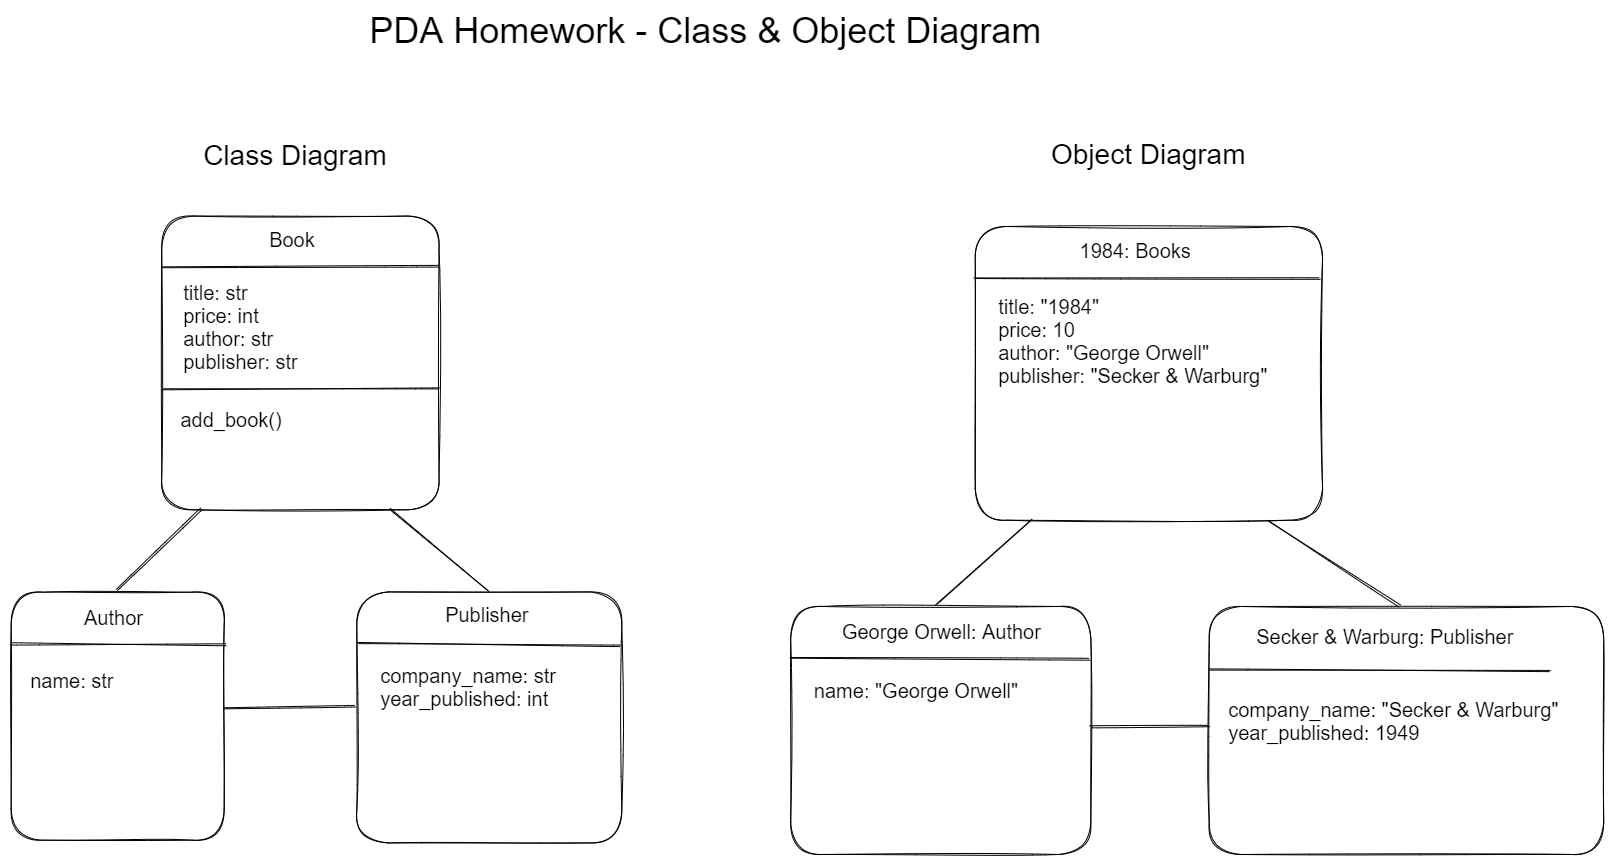 PDA Homework - Class & Object Diagram
Class Diagram
Book
title: str
price: int
author: str
publisher: str
add_book()
Author
name: str
Publisher
company_name: str
year_published: int
Object Diagram
1984: Books
title: "1984"
price: 10
author: "George Orwell"
publisher: "Secker & Warburg"
George Orwell: Author
name: "George Orwell"
Secker & Warburg: Publisher
company_name: "Secker & Warburg"
year_published: 1949